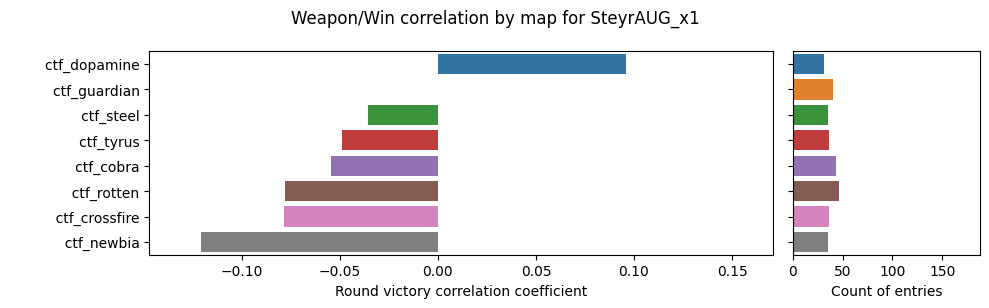 Weapon/Win correlation by map for SteyrAUG_x1
ctf_dopamine
ctf_guardian
ctf_steel
ctf_tyrus
ctf_cobra
ctf_rotten
ctf_crossfire
ctf_newbia
−0.10 −0.05 0.00 0.05 0.10 0.15
0 50 100 150
Round victory correlation coefficient
Count of entries